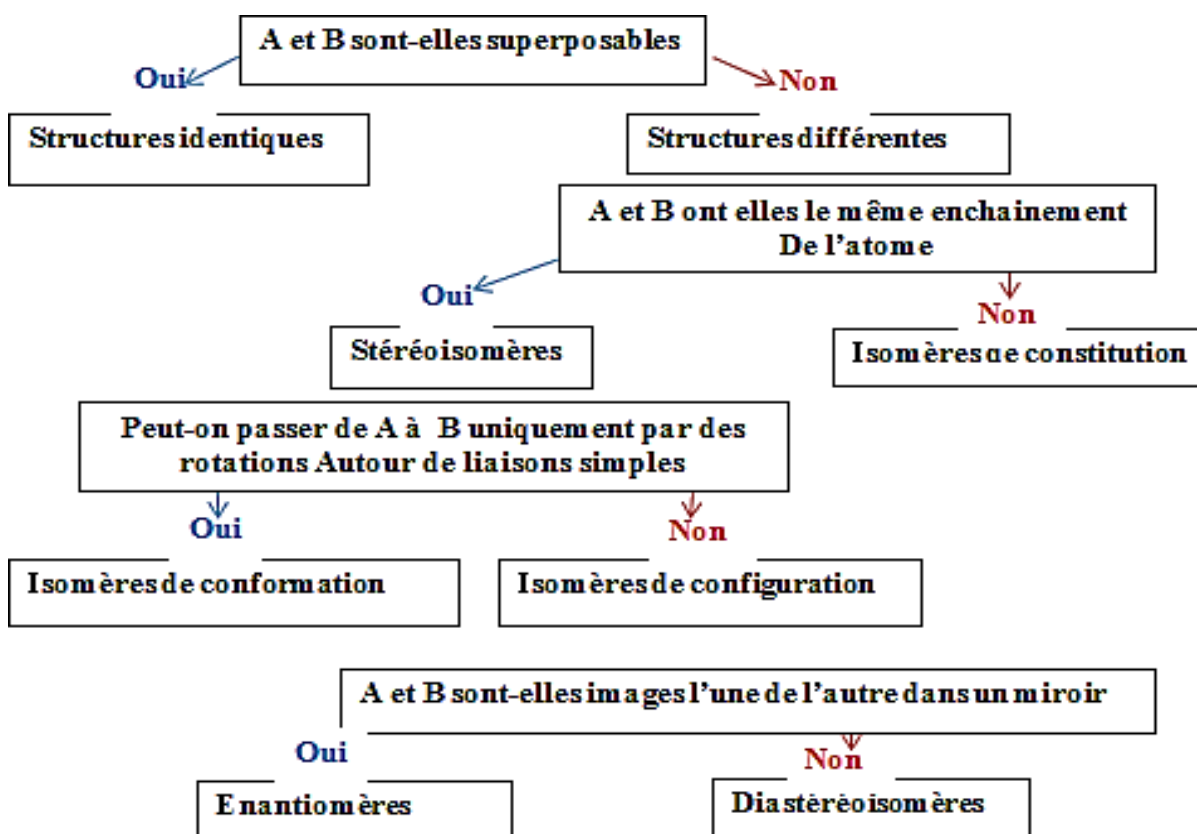 A et B sont-elles superposables
Oui
Non
Structures identiques
Structures différentes
A et B ont elles le même enchainement
De l'atome
Oui
Non
Stéréoisomères
Isomères de constitution
Peut-on passer de A à B uniquement par des
rotations Autour de liaisons simples
Oui
Non
Isomères de conformation
Isomères de configuration
A et B sont-elles images l'une de l'autre dans un miroir
Oui
Non
Enantiomères
Diastéréoisomères